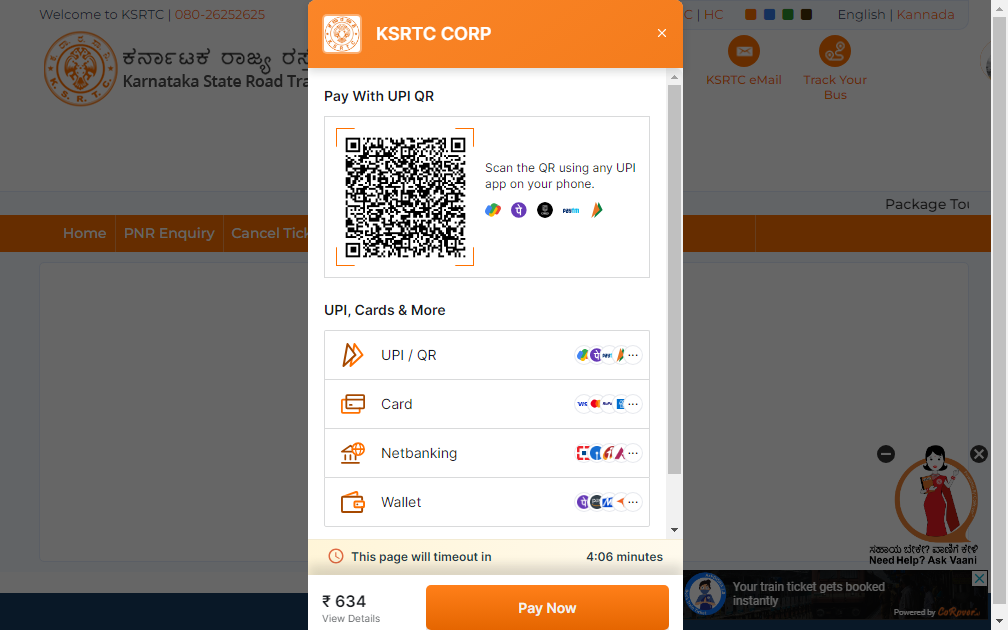 Welcome to KSRTC | 080-26252625
C | HC
English | Kannada
ಕರ್ನಾಟಕ ರಾಜ್ಯ ರಸ್ತೆ
Karnataka State Road Tra
K. S. R. T. C.
KSRTC eMail
Track Your
Bus
Package Tou
Home
PNR Enquiry
Cancel Tick
KSRTC CORP
×
Pay With UPI QR
Scan the QR using any UPI
app on your phone.
UPI, Cards & More
UPI / QR
Card
Netbanking
Wallet
This page will timeout in
4:06 minutes
₹ 634
View Details
Pay Now
ಸಹಾಯ ಬೇಕೇ? ವಾಣಿಗೆ ಕೇಳಿ
Need Help? Ask Vaani
Your train ticket gets booked
instantly
Powered by CoRover